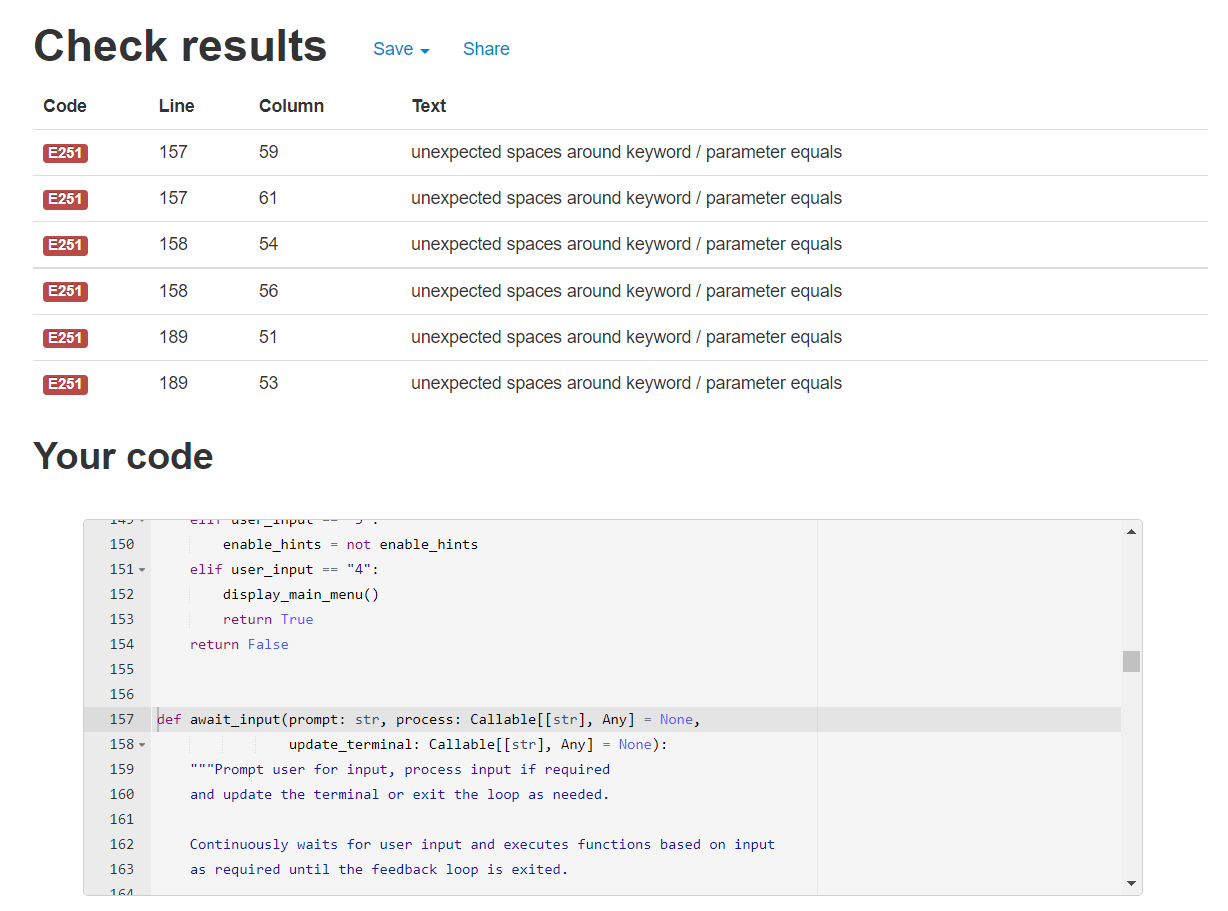 Check results Save Share
Code Line Column Text
E251 157 59 unexpected spaces around keyword / parameter equals
E251 157 61 unexpected spaces around keyword / parameter equals
E251 158 54 unexpected spaces around keyword / parameter equals
E251 158 56 unexpected spaces around keyword / parameter equals
E251 189 51 unexpected spaces around keyword / parameter equals
E251 189 53 unexpected spaces around keyword / parameter equals
Your code
149 elif user_input ==
150 enable_hints = not enable_hints
151 elif user_input == "4":
152 display_main_menu()
153 return True
154 return False
155
156
157 def await_input(prompt: str, process: Callable[[str], Any] = None,
158 update_terminal: Callable[[str], Any] = None):
159 """Prompt user for input, process input if required
160 and update the terminal or exit the loop as needed.
161
162 Continuously waits for user input and executes functions based on input
163 as required until the feedback loop is exited.
164